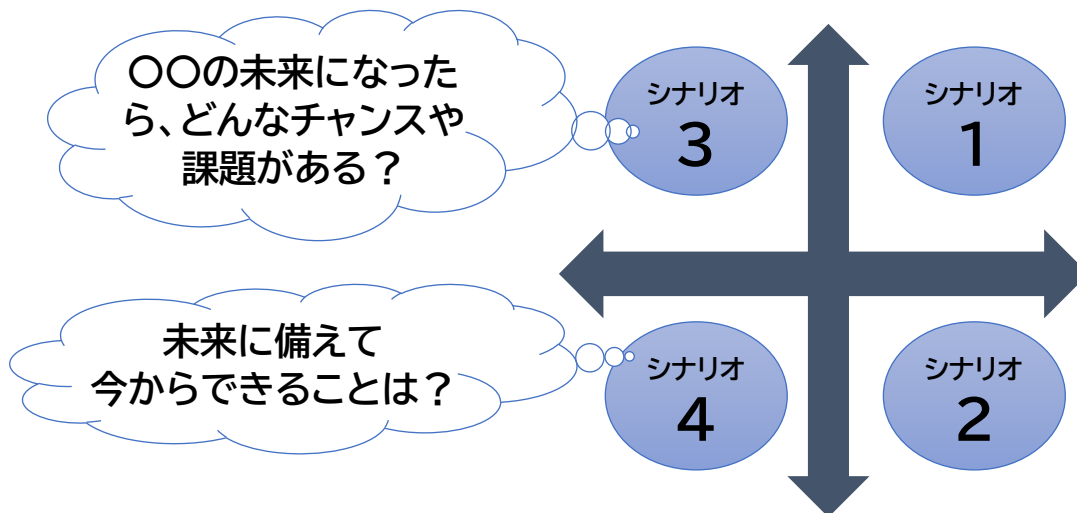 〇〇の未来になった
ら、どんなチャンスや
課題がある？
シナリオ
3
シナリオ
1
未来に備えて
今からできることは？
シナリオ
4
シナリオ
2